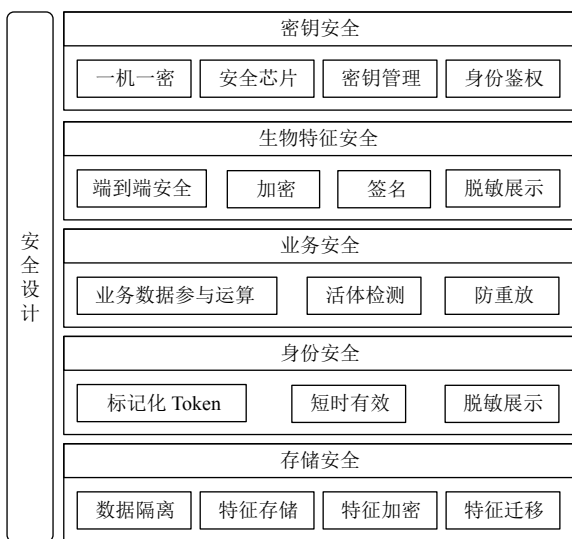 安全设计
密钥安全
一机一密 安全芯片 密钥管理 身份鉴权
生物特征安全
端到端安全 加密 签名 脱敏展示
业务安全
业务数据参与运算 活体检测 防重放
身份安全
标记化 Token 短时有效 脱敏展示
存储安全
数据隔离 特征存储 特征加密 特征迁移